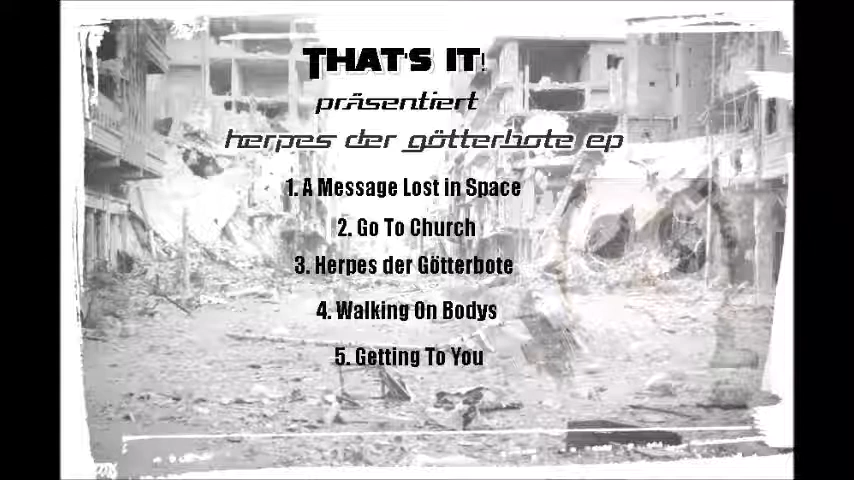 THAT'S IT!
präsentiert
herpes der götterbote ep
1. A Message Lost in Space
2. Go To Church
3. Herpes der Götterbote
4. Walking On Bodys
5. Getting To You